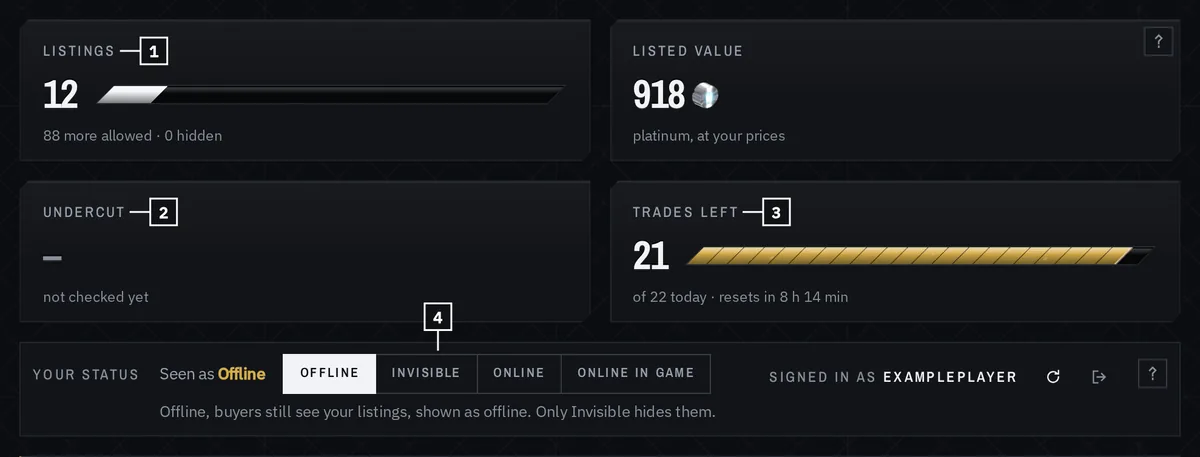 LISTINGS 1
12
88 more allowed · 0 hidden
LISTED VALUE ?
918
platinum, at your prices
UNDERCUT 2
–
not checked yet
TRADES LEFT 3
21
of 22 today · resets in 8 h 14 min
4
YOUR STATUS Seen as Offline OFFLINE INVISIBLE ONLINE ONLINE IN GAME SIGNED IN AS EXAMPLEPLAYER ?
Offline, buyers still see your listings, shown as offline. Only Invisible hides them.